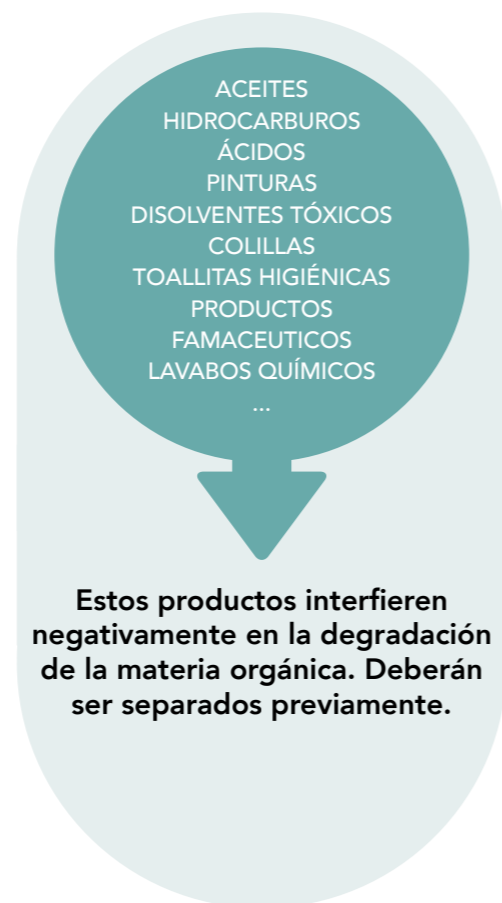 ACEITES
HIDROCARBUROS
ÁCIDOS
PINTURAS
DISOLVENTES TÓXICOS
COLILLAS
TOALLITAS HIGIÉNICAS
PRODUCTOS
FAMACEUTICOS
LAVABOS QUÍMICOS
...
Estos productos interfieren
negativamente en la degradación
de la materia orgánica. Deberán
ser separados previamente.